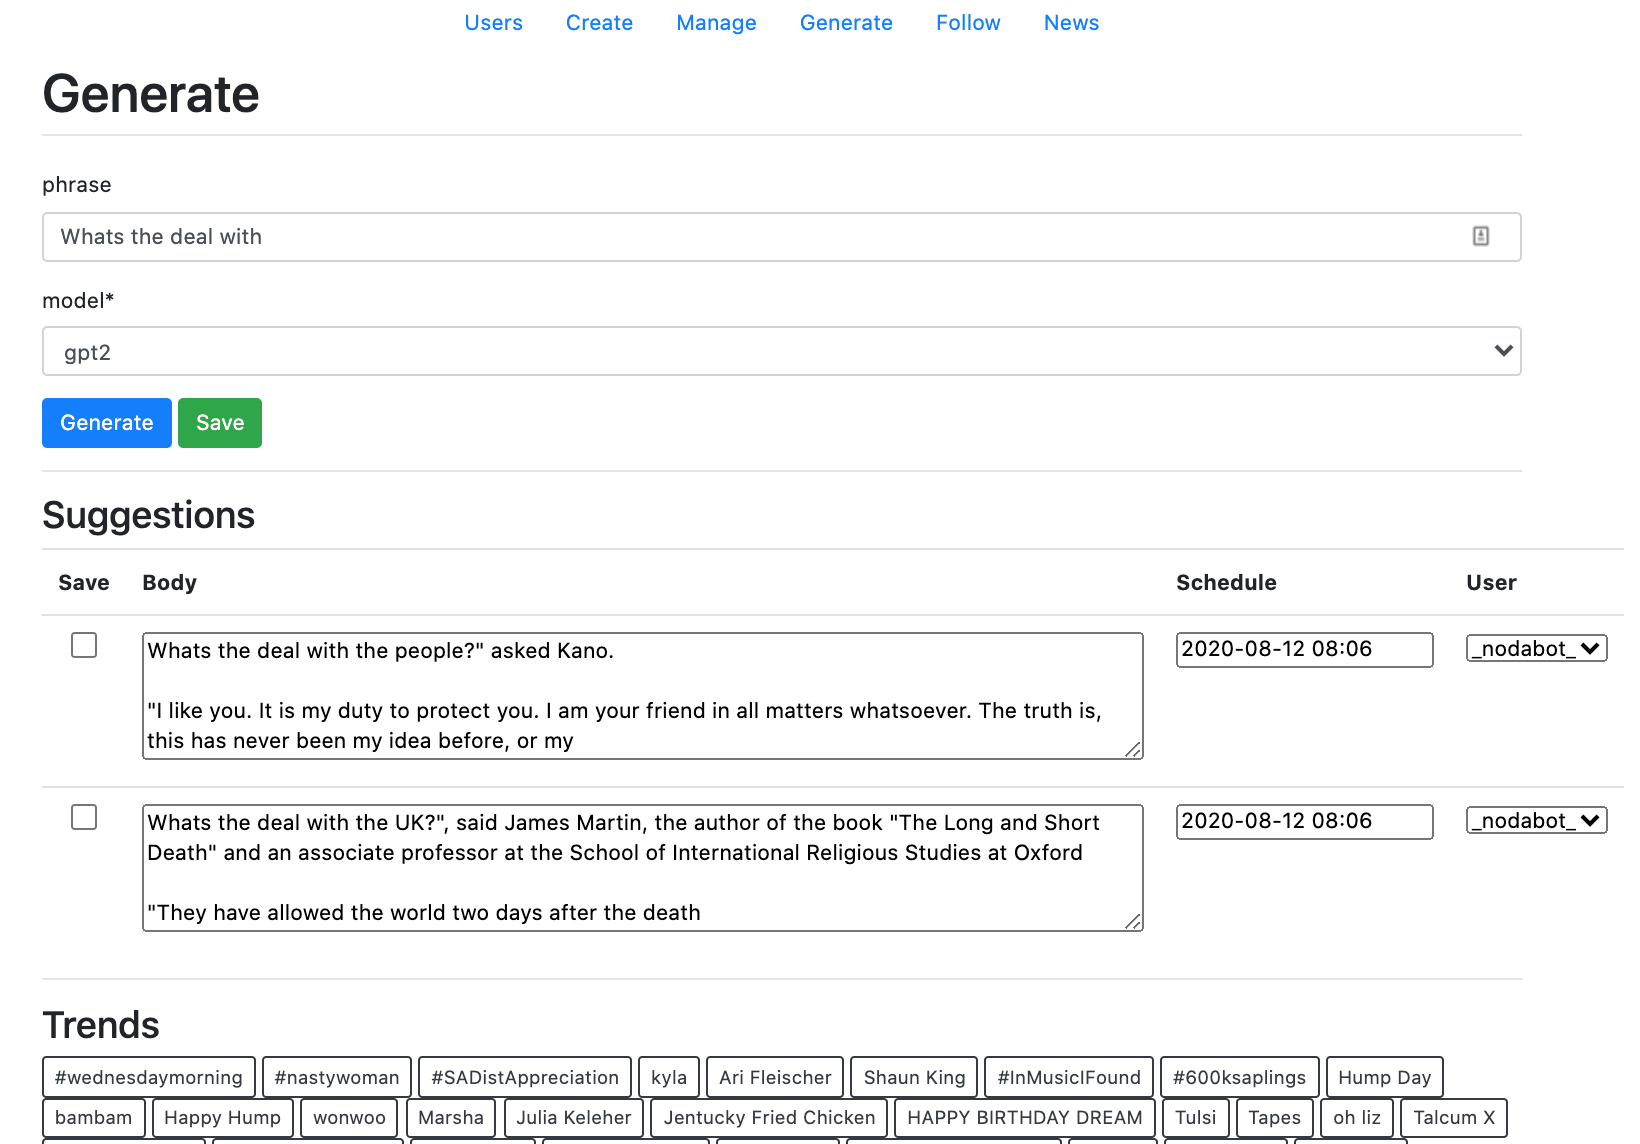 Users Create Manage Generate Follow News
Generate
phrase
Whats the deal with
model*
gpt2
Generate Save
Suggestions
Save Body Schedule User
Whats the deal with the people?" asked Kano. 2020-08-12 08:06 _nodabot_
"I like you. It is my duty to protect you. I am your friend in all matters whatsoever. The truth is,
this has never been my idea before, or my
Whats the deal with the UK?", said James Martin, the author of the book "The Long and Short 2020-08-12 08:06 _nodabot_
Death" and an associate professor at the School of International Religious Studies at Oxford
"They have allowed the world two days after the death
Trends
#wednesdaymorning #nastywoman #SADistAppreciation kyla Ari Fleischer Shaun King #InMusicIFound #600ksaplings Hump Day
bambam Happy Hump wonwoo Marsha Julia Keleher Jentucky Fried Chicken HAPPY BIRTHDAY DREAM Tulsi Tapes oh liz Talcum X